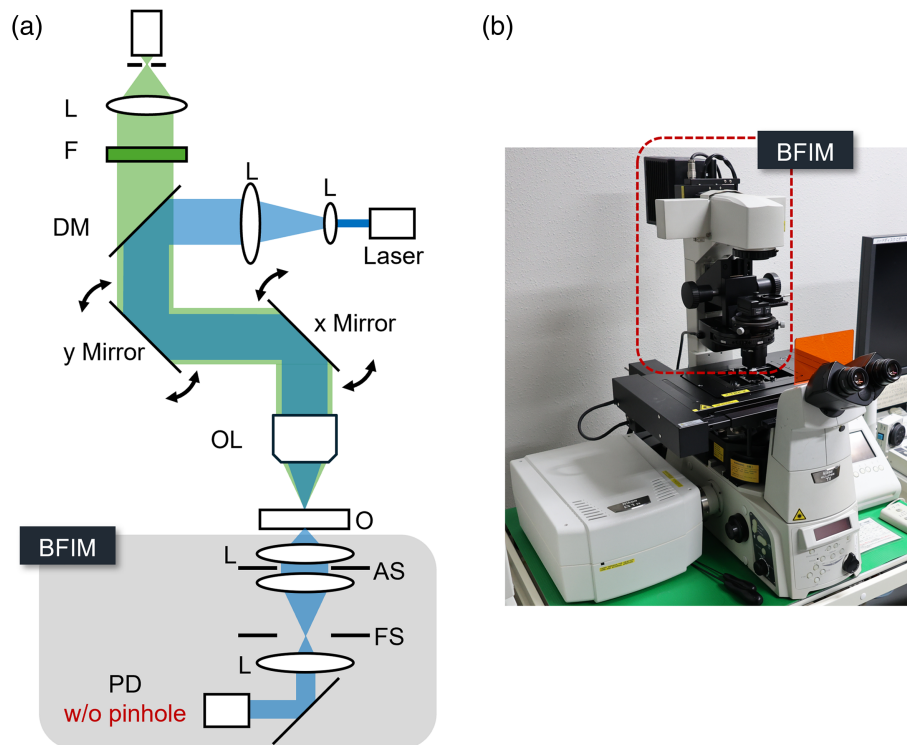 (a)
(b)
L
F
L
L
DM
Laser
y Mirror
x Mirror
OL
O
BFIM
L
AS
FS
L
PD
w/o pinhole
BFIM